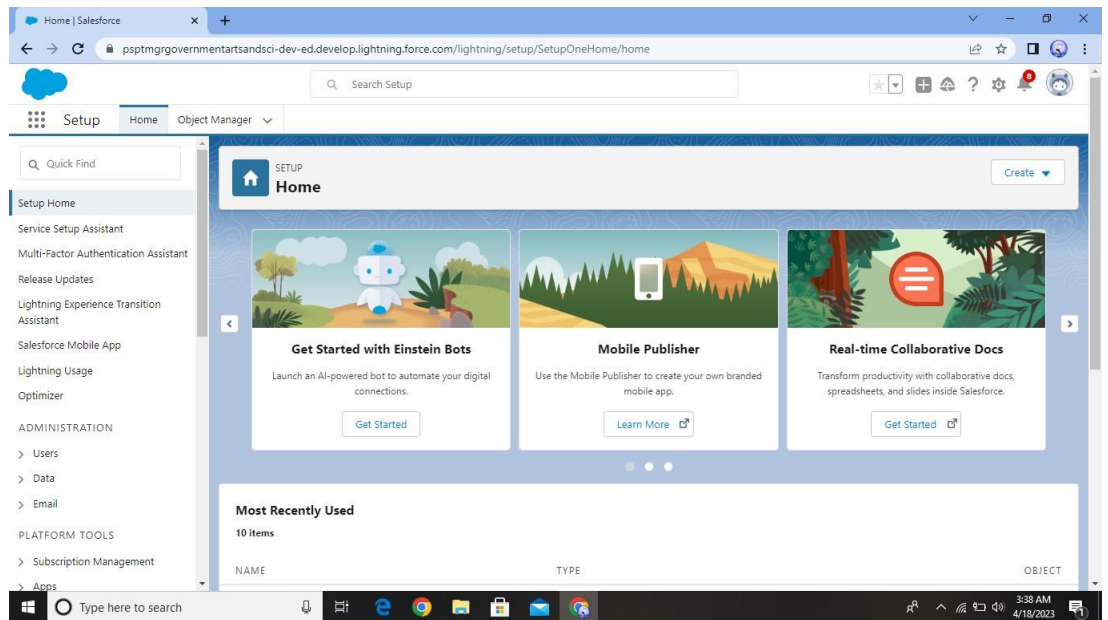 Home | Salesforce
psptmgrgovernmentartsandsci-dev-ed.develop.lightning.force.com/lightning/setup/SetupOneHome/home
Search Setup
8
Setup
Home
Object Manager
Quick Find
Setup Home
Service Setup Assistant
Multi-Factor Authentication Assistant
Release Updates
Lightning Experience Transition
Assistant
Salesforce Mobile App
Lightning Usage
Optimizer
ADMINISTRATION
Users
Data
Email
PLATFORM TOOLS
Subscription Management
Apps
SETUP
Home
Create
Get Started with Einstein Bots
Launch an AI-powered bot to automate your digital
connections.
Get Started
Mobile Publisher
Use the Mobile Publisher to create your own branded
mobile app.
Learn More
Real-time Collaborative Docs
Transform productivity with collaborative docs,
spreadsheets, and slides inside Salesforce.
Get Started
Most Recently Used
10 items
NAME
TYPE
OBJECT
Type here to search
3:38 AM
4/18/2023
1